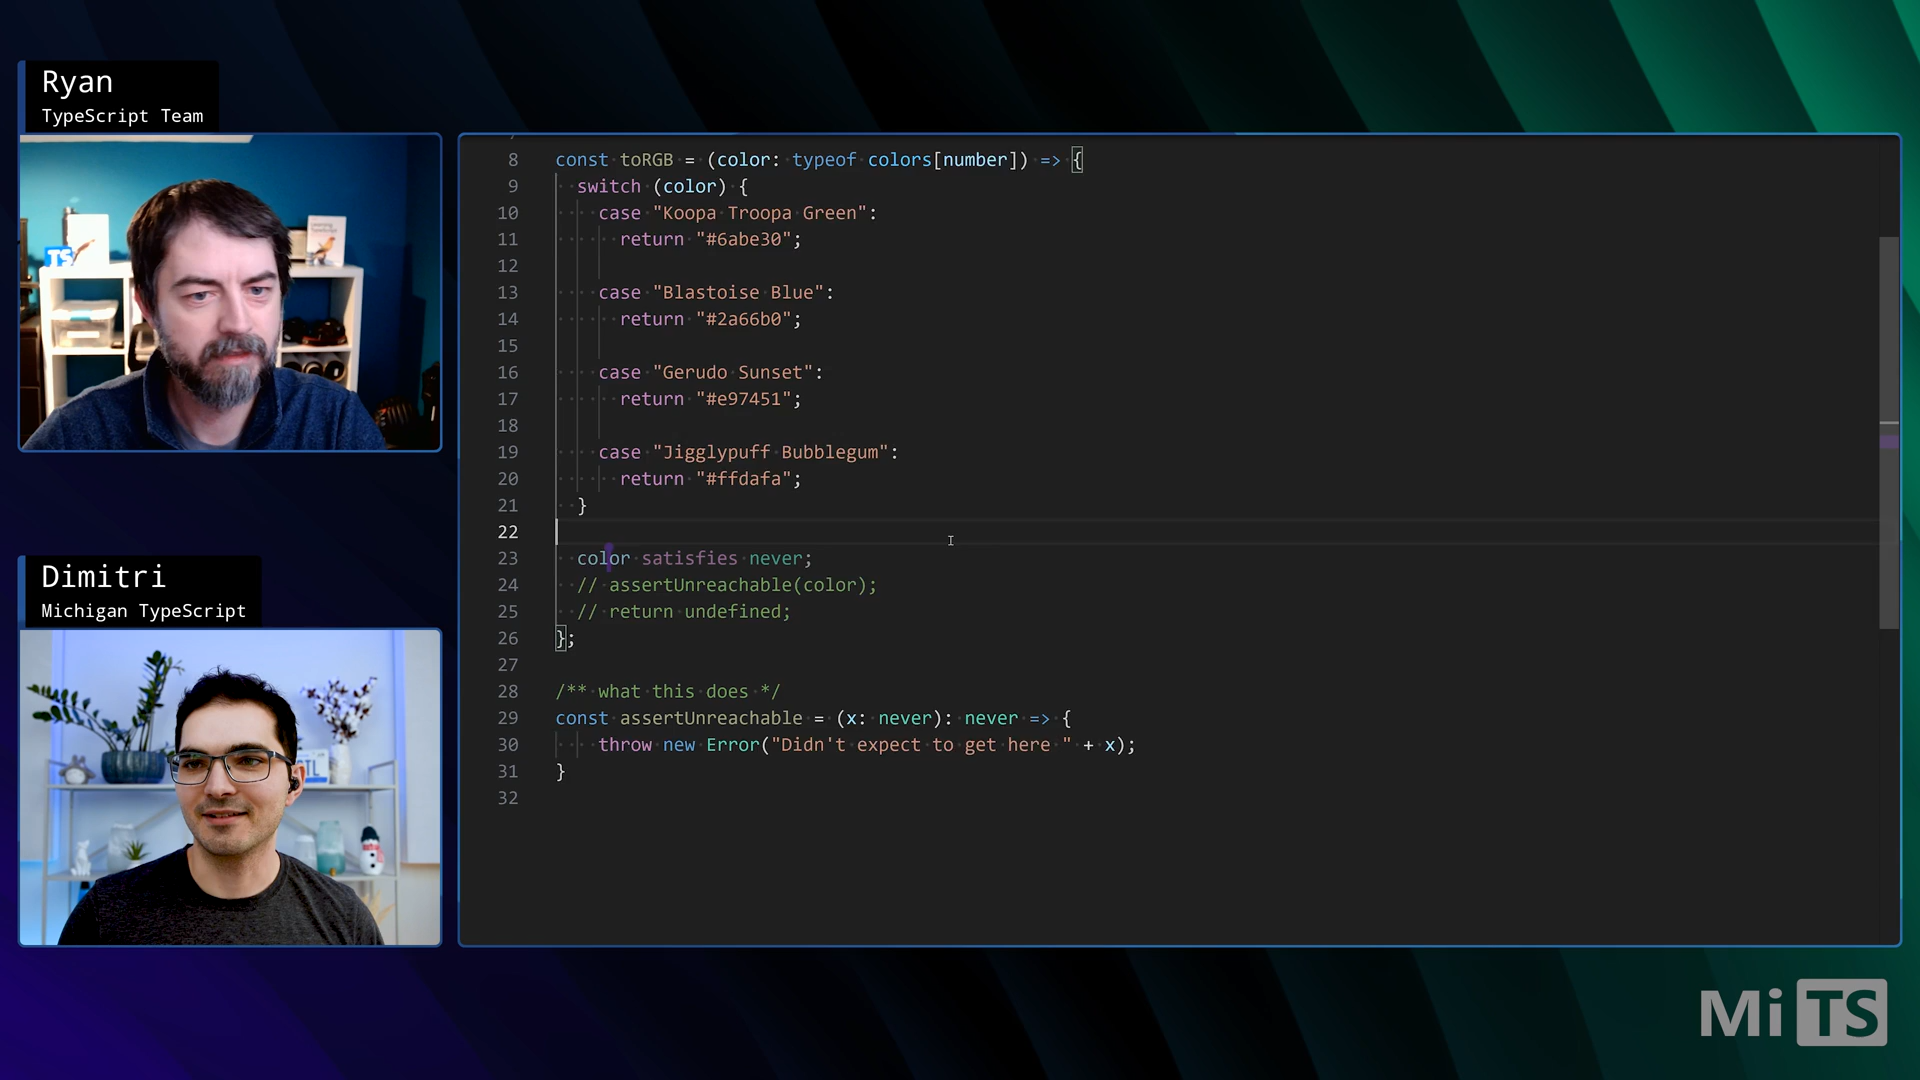 Ryan
TypeScript Team
TS
Dimitri
Michigan TypeScript
8 const toRGB = (color: typeof colors[number]) => {
9 switch (color) {
10 case "Koopa Troopa Green":
11 return "#6abe30";
12
13 case "Blastoise Blue":
14 return "#2a66b0";
15
16 case "Gerudo Sunset":
17 return "#e97451";
18
19 case "Jigglypuff Bubblegum":
20 return "#ffdafa";
21 }
22
23 color satisfies never;
24 // assertUnreachable(color);
25 // return undefined;
26 };
27
28 /** what this does */
29 const assertUnreachable = (x: never): never => {
30 throw new Error("Didn't expect to get here " + x);
31 }
32
Mi TS